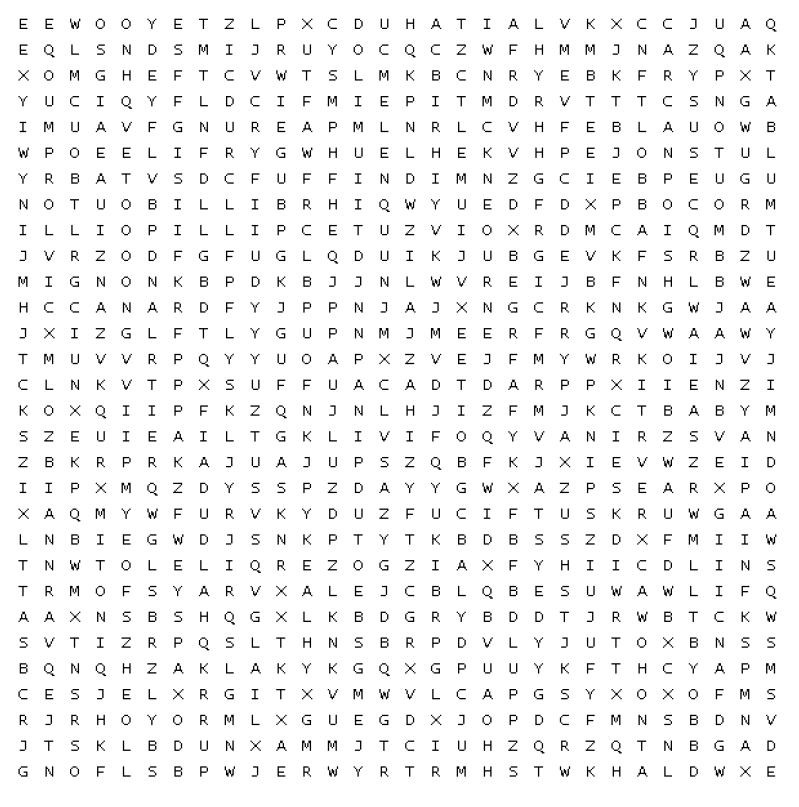 E E W O O Y E T Z L P X C D U H A T I A L V K X C C J U A Q
E Q L S N D S M I J R U Y O C Q C Z W F H M M J N A Z Q A K
X O M G H E F T C V W T S L M K B C N R Y E B K F R Y P X T
Y U C I Q Y F L D C I F M I E P I T M D R V T T T C S N G A
I M U A V F G N U R E A P M L N R L C V H F E B L A U O W B
W P O E E L I F R Y G W H U E L H E K V H P E J O N S T U L
Y R B A T V S D C F U F F I N D I M N Z G C I E B P E U G U
N O T U O B I L L I B R H I Q W Y U E D F D X P B O C O R M
I L L I O P I L L I P C E T U Z V I O X R D M C A I Q M D T
J V R Z O D F G F U G L Q D U I K J U B G E V K F S R B Z U
M I G N O N K B P D K B J J N L W V R E I J B F N H L B W E
H C C A N A R D F Y J P P N J A J X N G C R K N K G W J A A
J X I Z G L F T L Y G U P N M J M E E R F R G Q V W A A W Y
T M U V V R P Q Y Y U O A P X Z V E J F M Y W R K O I J V J
C L N K V T P X S U F F U A C A D T D A R P P X I I E N Z I
K O X Q I I P F K Z Q N J N L H J I Z F M J K C T B A B Y M
S Z E U I E A I L T G K L I V I F O Q Y V A N I R Z S V A N
Z B K R P R K A J U A J U P S Z Q B F K J X I E V W Z E I D
I I P X M Q Z D Y S S P Z D A Y Y G W X A Z P S E A R X P O
X A Q M Y W F U R V K Y D U Z F U C I F T U S K R U W G A A
L N B I E G W D J S N K P T Y T K B D B S S Z D X F M I I W
T N W T O L E L I Q R E Z O G Z I A X F Y H I I C D L I N S
T R M O F S Y A R V X A L E J C B L Q B E S U W A W L I F Q
A A X N S B S H Q G X L K B D G R Y B D D T J R W B T C K W
S V T I Z R P Q S L T H N S B R P D V L Y J U T O X B N S S
B Q N Q H Z A K L A K Y K G Q X G P U U Y K F T H C Y A P M
C E S J E L X R G I T X V M W V L C A P G S Y X O X O F M S
R J R H O Y O R M L X G U E G D X J O P D C F M N S B D N V
J T S K L B D U N X A M M J T C I U H Z Q R Z Q T N B G A D
G N O F L S B P W J E R W Y R T R M H S T W K H A L D W X E